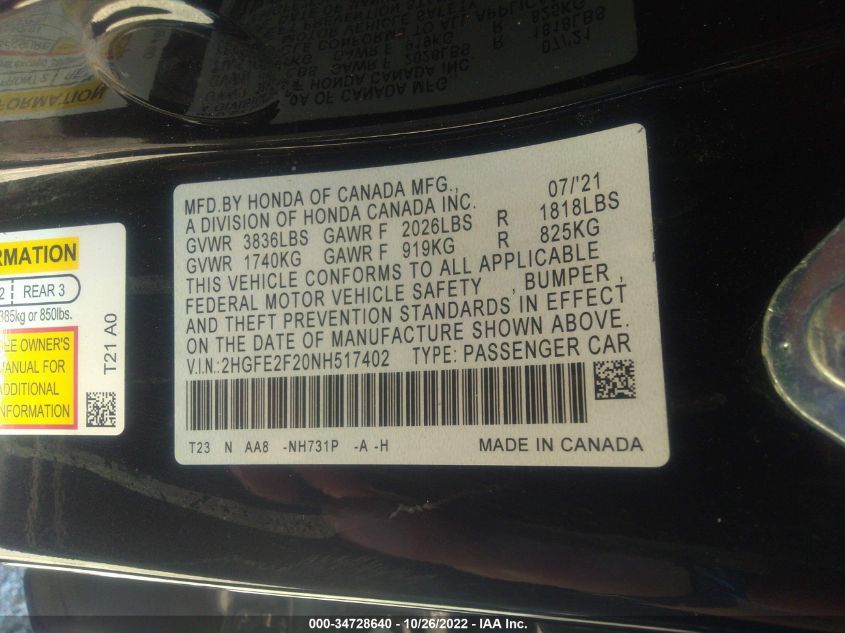 MFD.BY HONDA OF CANADA MFG., 07/'21
A DIVISION OF HONDA CANADA INC.
GVWR 3836LBS GAWR F 2026LBS R 1818LBS
GVWR 1740KG GAWR F 919KG R 825KG
THIS VEHICLE CONFORMS TO ALL APPLICABLE
FEDERAL MOTOR VEHICLE SAFETY , BUMPER ,
AND THEFT PREVENTION STANDARDS IN EFFECT
ON THE DATE OF MANUFACTURE SHOWN ABOVE.
V.I.N.:2HGFE2F20NH517402 TYPE: PASSENGER CAR
T23 N AA8 -NH731P -A -H MADE IN CANADA
RMATION
2 REAR 3
385kg or 850lbs.
EE OWNER'S
MANUAL FOR
ADDITIONAL
NFORMATION
T21 A0
000-34728640 - 10/26/2022 - IAA Inc.